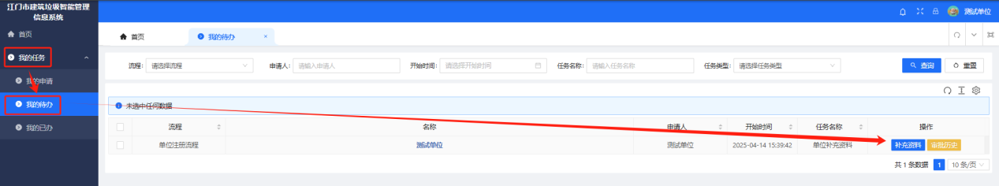 江门市建筑垃圾智能管理
信息系统
测试单位
首页
我的任务
我的申请
我的待办
我的已办
首页
我的待办 ×
流程： 请选择流程 申请人： 请输入申请人 开始时间： 请选择开始时间 任务名称： 请输入任务名称 任务类型： 请选择任务类型 查询 重置
未选中任何数据
流程 名称 申请人 开始时间 任务名称 操作
单位注册流程 测试单位 测试单位 2025-04-14 15:39:42 单位补充资料 补充资料 审批历史
共 1 条数据 1 10 条/页